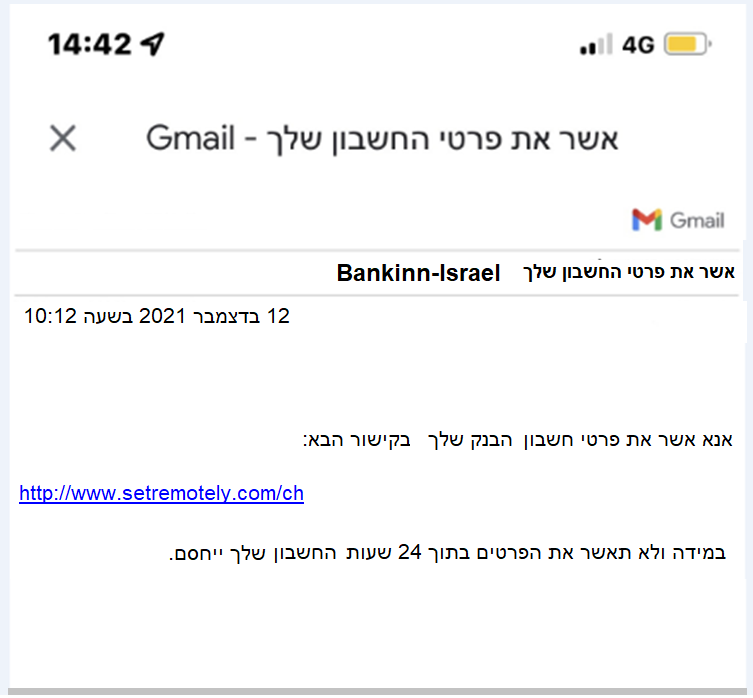 14:42
4G
אשר את פרטי החשבון שלך - Gmail
Gmail
אשר את פרטי החשבון שלך Bankinn-Israel
12 בדצמבר 2021 בשעה 10:12
אנא אשר את פרטי חשבון הבנק שלך בקישור הבא:
http://www.setremotely.com/ch
במידה ולא תאשר את הפרטים בתוך 24 שעות החשבון שלך ייחסם.